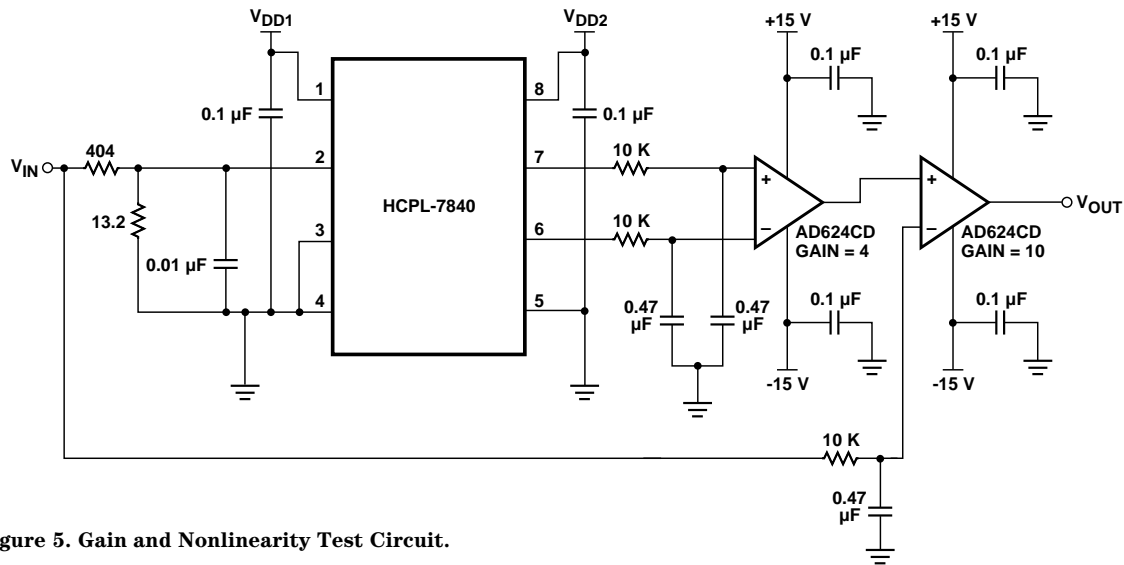 V_DD1
V_DD2
+15 V
+15 V
0.1 µF
0.1 µF
1
8
0.1 µF
0.1 µF
404
10 K
V_IN
2
7
+
+
13.2
HCPL-7840
V_OUT
10 K
3
6
–
–
AD624CD
GAIN = 4
AD624CD
GAIN = 10
0.01 µF
4
5
0.47
µF
0.47
µF
0.1 µF
0.1 µF
-15 V
-15 V
10 K
0.47
µF
gure 5. Gain and Nonlinearity Test Circuit.